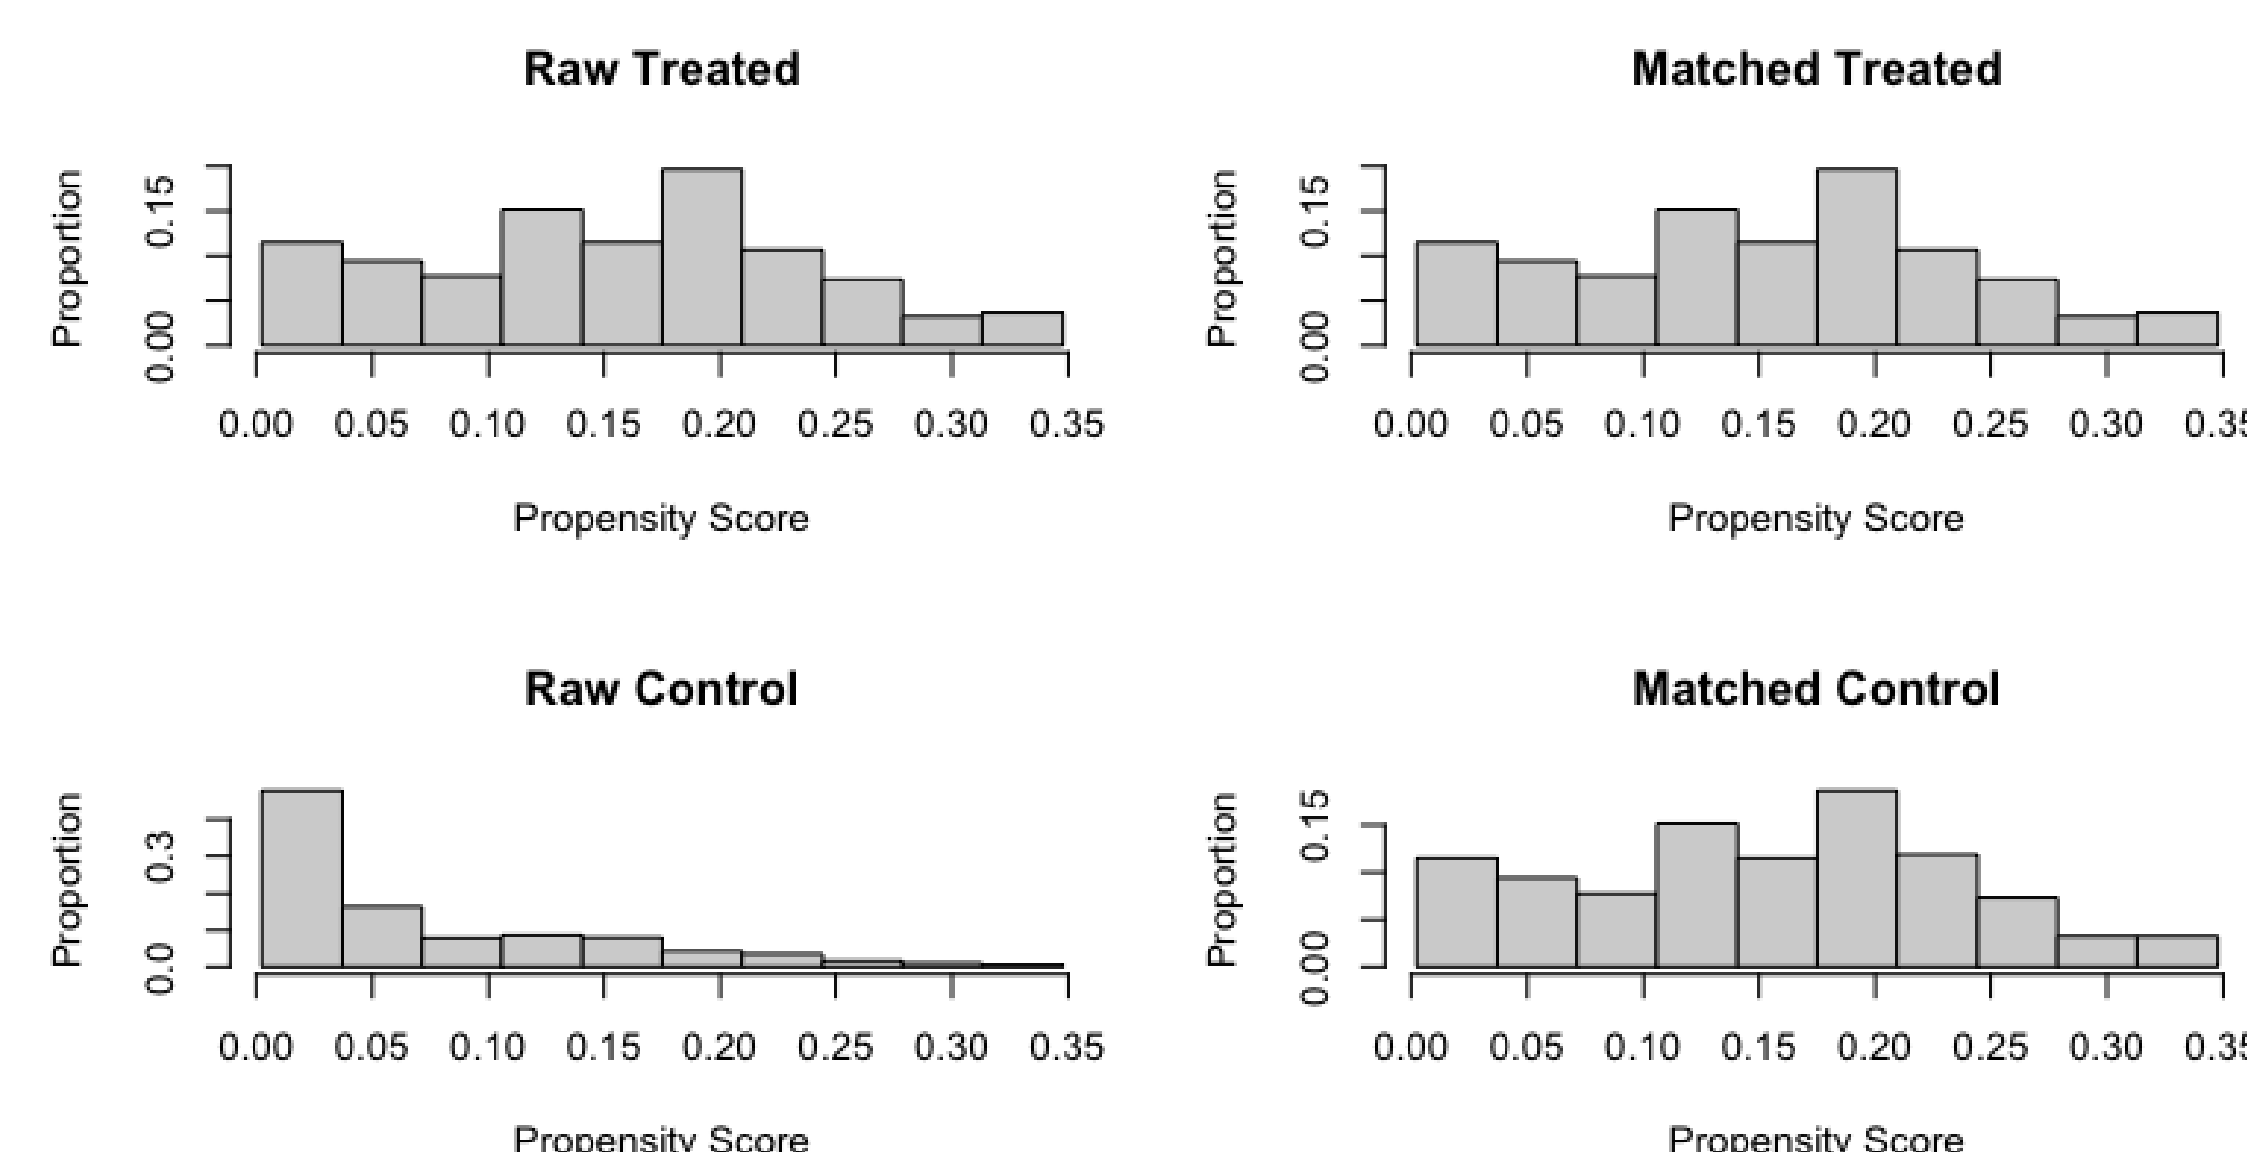 Raw Treated
Proportion
0.15
0.00
0.00 0.05 0.10 0.15 0.20 0.25 0.30 0.35
Propensity Score
Matched Treated
Proportion
0.15
0.00
0.00 0.05 0.10 0.15 0.20 0.25 0.30 0.35
Propensity Score
Raw Control
Proportion
0.3
0.0
0.00 0.05 0.10 0.15 0.20 0.25 0.30 0.35
Propensity Score
Matched Control
Proportion
0.15
0.00
0.00 0.05 0.10 0.15 0.20 0.25 0.30 0.35
Propensity Score